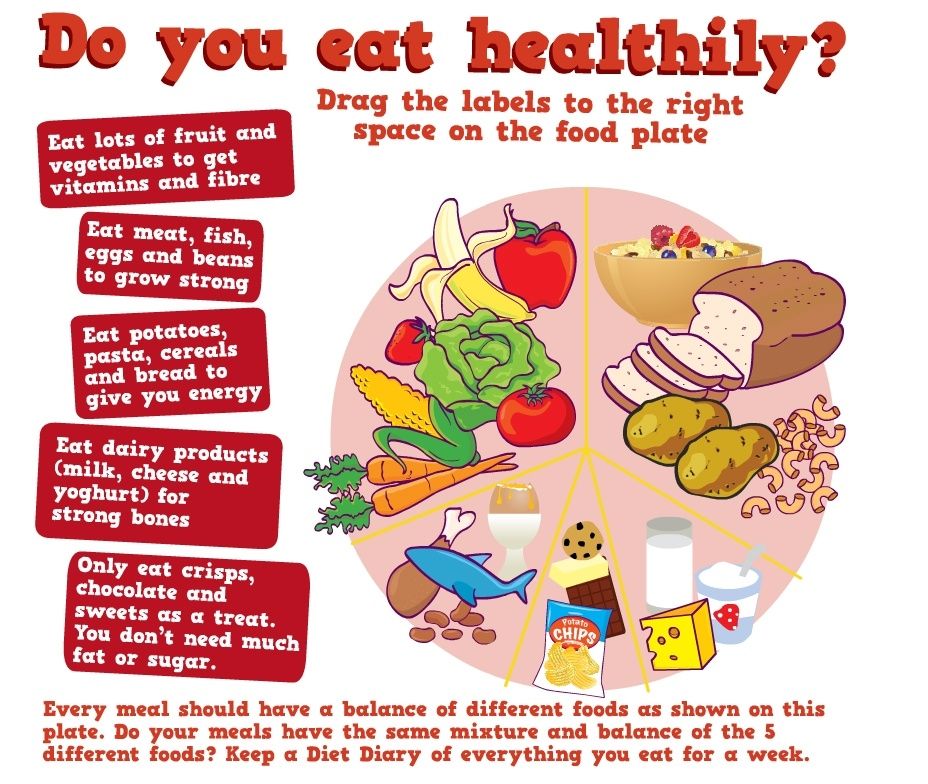 Do you eat healthily?
Drag the labels to the right
space on the food plate
Eat lots of fruit and
vegetables to get
vitamins and fibre
Eat meat, fish,
eggs and beans
to grow strong
Eat potatoes,
pasta, cereals
and bread to
give you energy
Eat dairy products
(milk, cheese and
yoghurt) for
strong bones
Only eat crisps,
chocolate and
sweets as a treat.
You don't need much
fat or sugar.
Potato
CHIPS
Every meal should have a balance of different foods as shown on this
plate. Do your meals have the same mixture and balance of the 5
different foods? Keep a Diet Diary of everything you eat for a week.